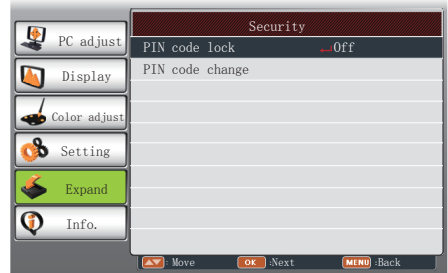 PC adjust
Display
Color adjust
Setting
Expand
Info.
Security
PIN code lock Off
PIN code change
: Move OK :Next MENU :Back